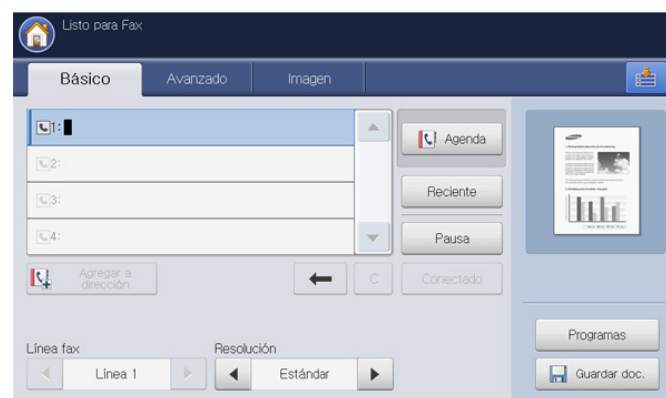 Listo para Fax
Básico
Avanzado
Imagen
1:
Agenda
2:
3:
Reciente
4:
Pausa
Agregar a
dirección
C
Conectado
Programas
Línea fax
Resolución
Línea 1
Estándar
Guardar doc.